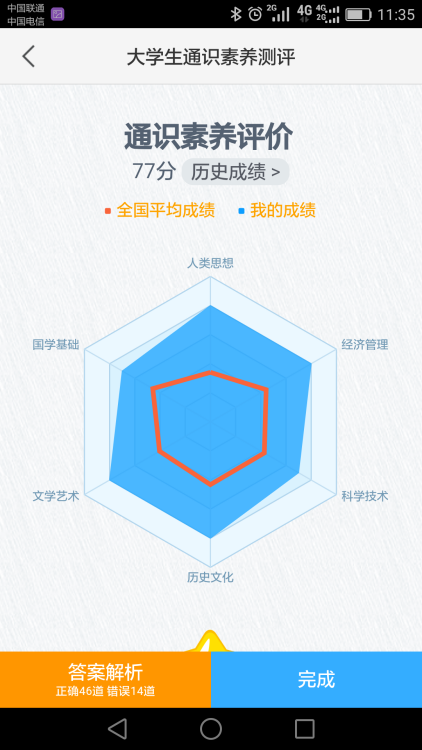 中国联通
中国电信
2G 4G 4G 2G 11:35
大学生通识素养测评
通识素养评价
77分 历史成绩 >
全国平均成绩 我的成绩
人类思想
国学基础 经济管理
文学艺术 科学技术
历史文化
答案解析 完成
正确46道 错误14道